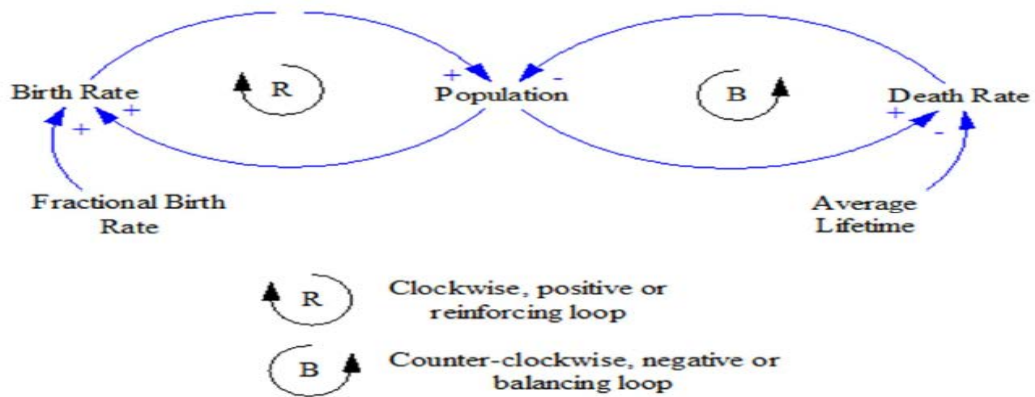 R
+
-
B
Birth Rate
+
Population
Death Rate
+
+
-
Fractional Birth
Rate
Average
Lifetime
R
Clockwise, positive or
reinforcing loop
B
Counter-clockwise, negative or
balancing loop